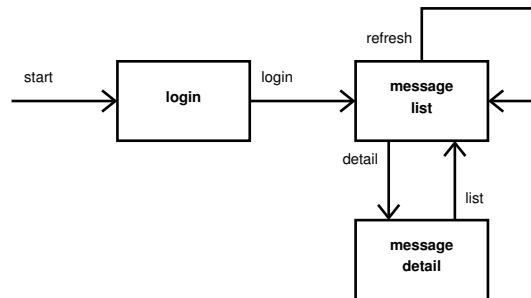 refresh
start
login
login
message
list
detail
list
message
detail